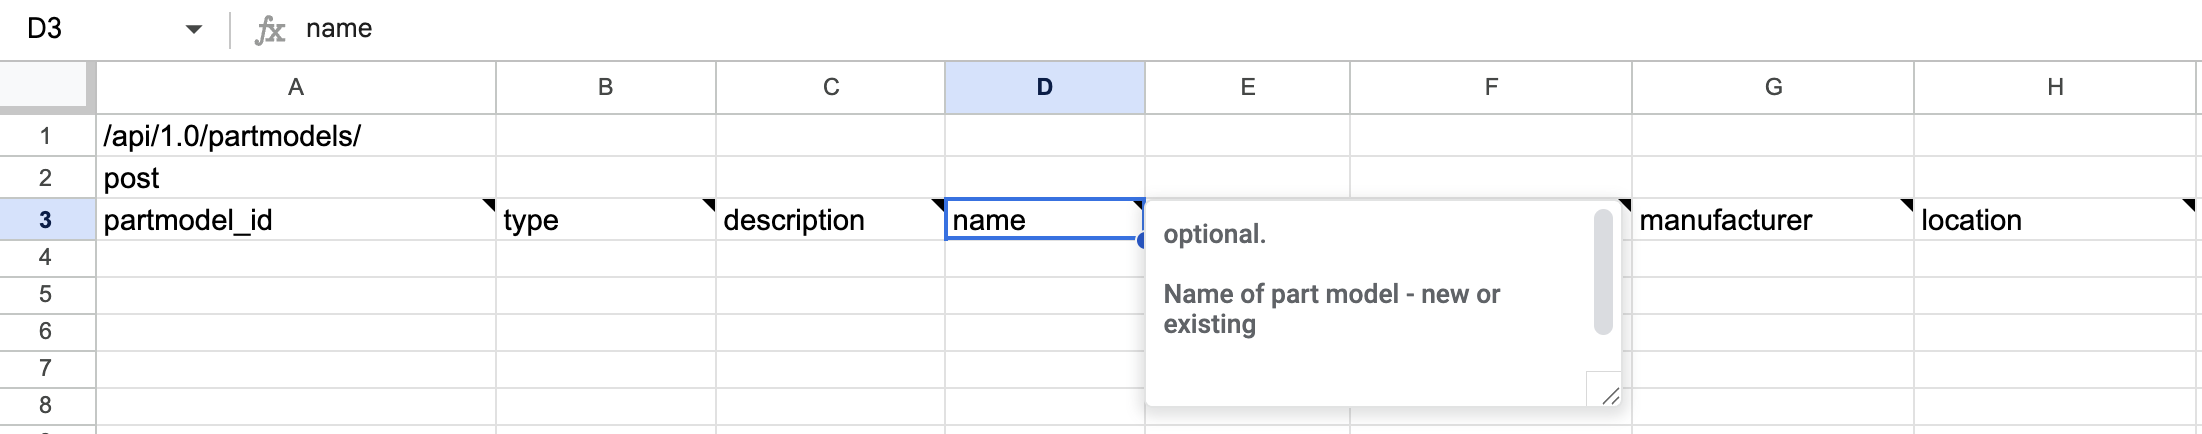 D3 fx name
A B C D E F G H
1 /api/1.0/partmodels/
2 post
3 partmodel_id type description name manufacturer location
optional.
Name of part model - new or
existing
4
5
6
7
8